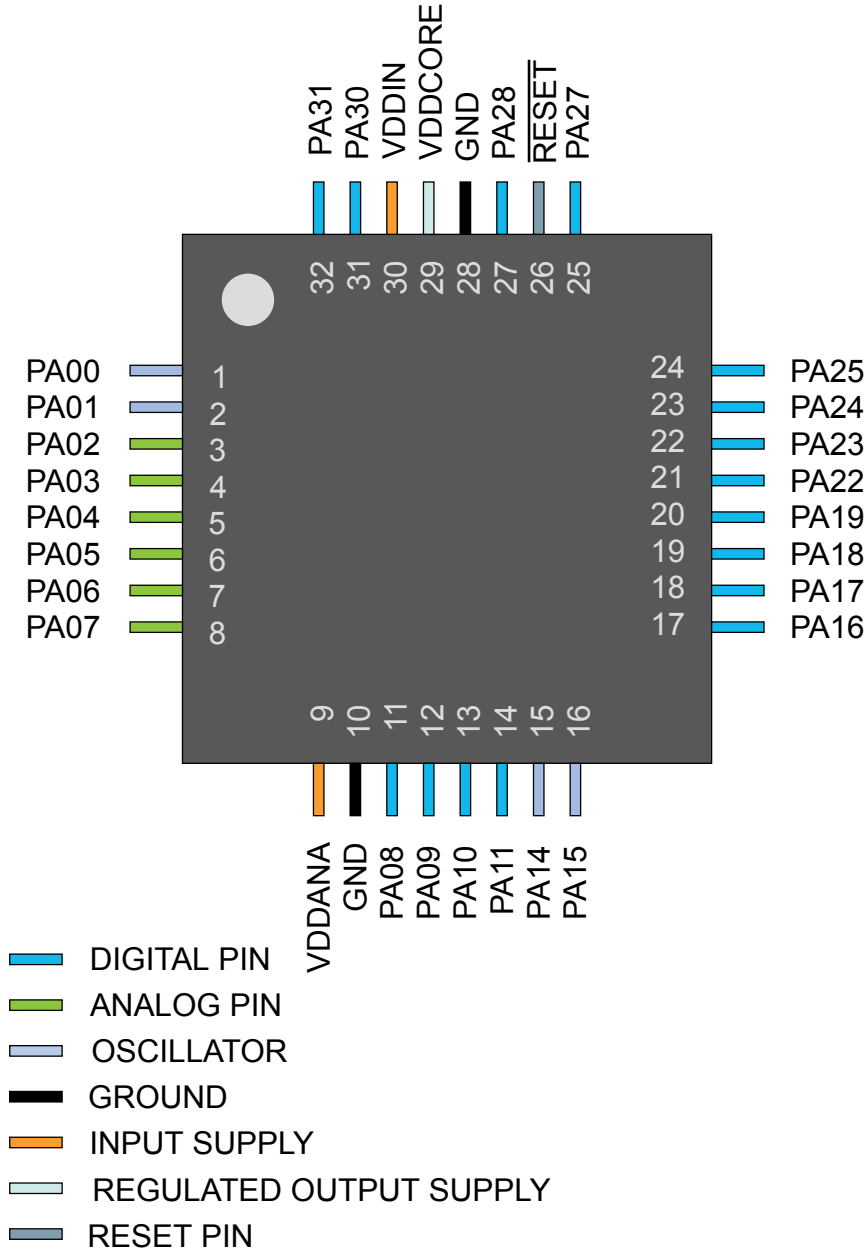 PA31
PA30
VDDIN
VDDCORE
GND
PA28
RESET
PA27
32
31
30
29
28
27
26
25
PA00 1
PA01 2
PA02 3
PA03 4
PA04 5
PA05 6
PA06 7
PA07 8
24 PA25
23 PA24
22 PA23
21 PA22
20 PA19
19 PA18
18 PA17
17 PA16
9
10
11
12
13
14
15
16
VDDANA
GND
PA08
PA09
PA10
PA11
PA14
PA15
DIGITAL PIN
ANALOG PIN
OSCILLATOR
GROUND
INPUT SUPPLY
REGULATED OUTPUT SUPPLY
RESET PIN